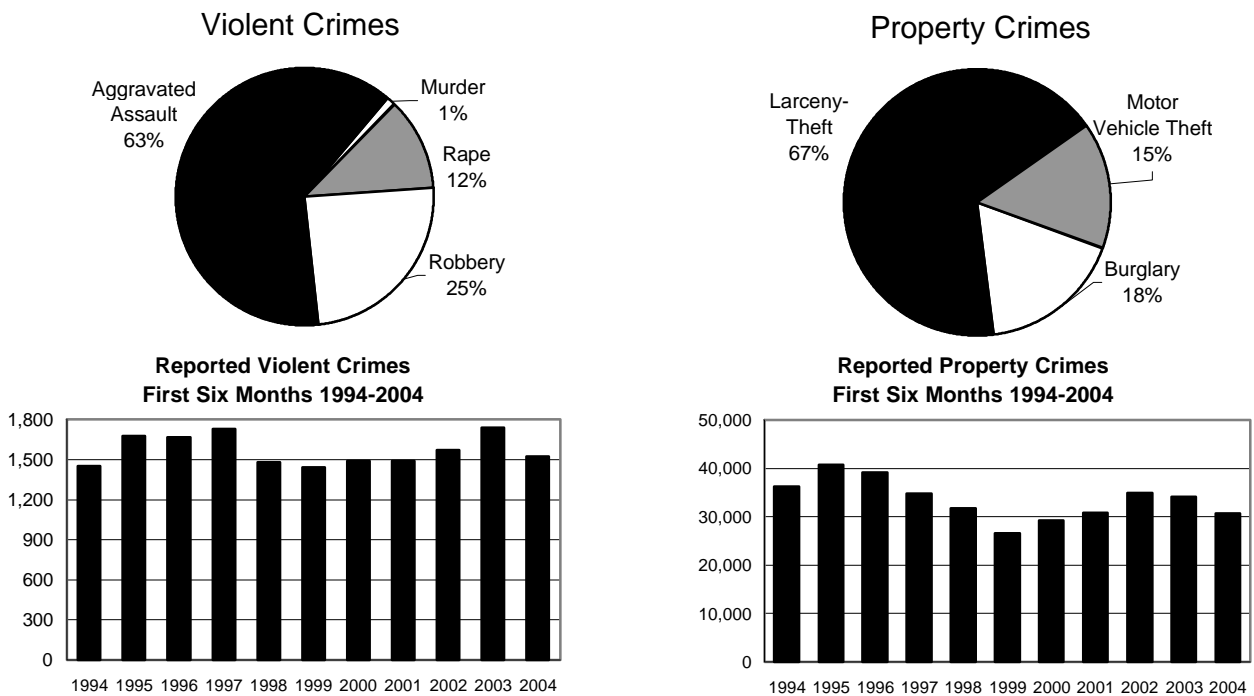 Violent Crimes
Aggravated
Assault
63%
Murder
1%
Rape
12%
Robbery
25%
Property Crimes
Larceny-
Theft
67%
Motor
Vehicle Theft
15%
Burglary
18%
Reported Violent Crimes
First Six Months 1994-2004
1,800
1,500
1,200
900
600
300
0
1994 1995 1996 1997 1998 1999 2000 2001 2002 2003 2004
Reported Property Crimes
First Six Months 1994-2004
50,000
40,000
30,000
20,000
10,000
0
1994 1995 1996 1997 1998 1999 2000 2001 2002 2003 2004